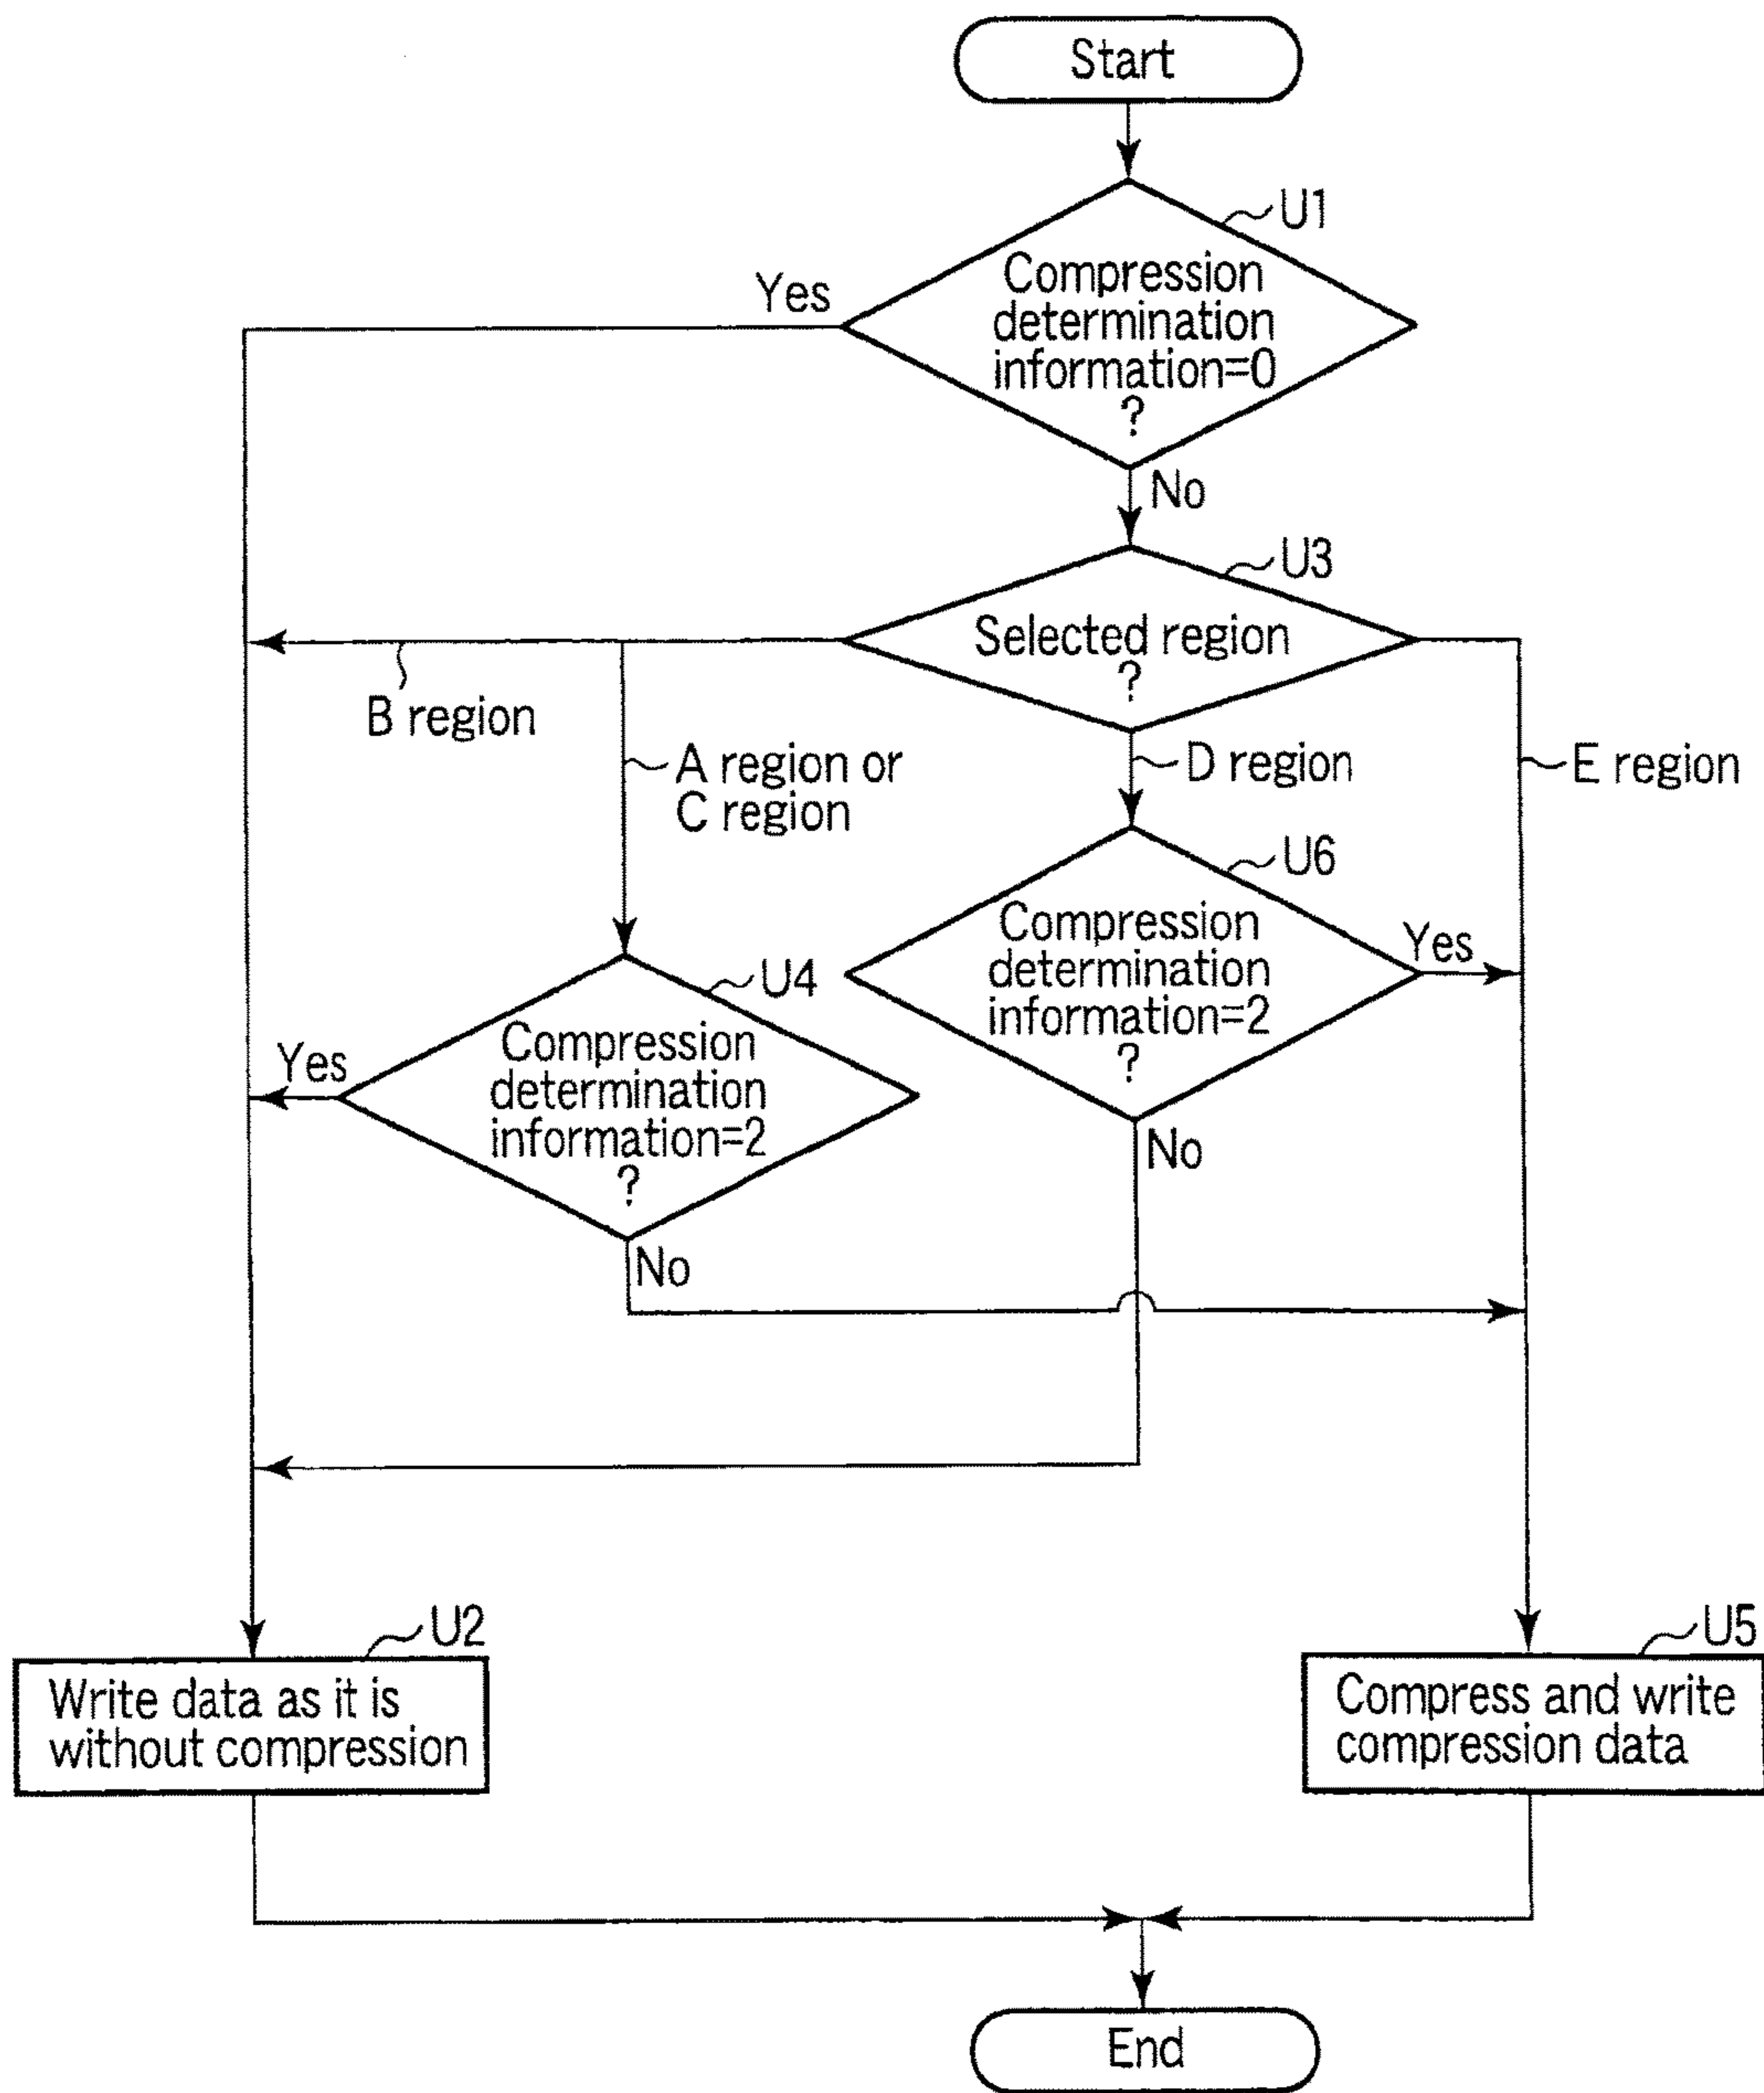 Start
U1
Yes
Compression
determination
information=0
?
No
U3
Selected region
?
B region
A region or
C region
D region
E region
U6
Compression
determination
information=2
?
Yes
U4
Yes
Compression
determination
information=2
?
No
No
U2
Write data as it is
without compression
U5
Compress and write
compression data
End